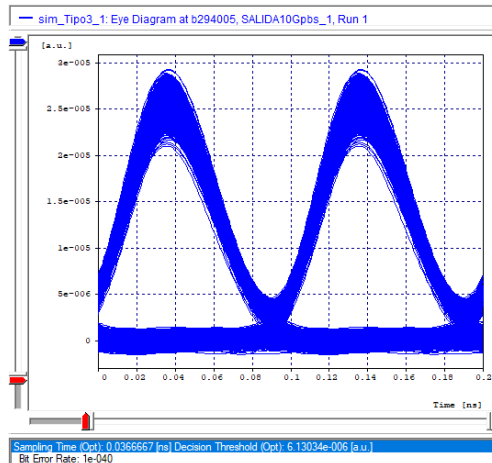 sim_Tipo3_1: Eye Diagram at b294005, SALIDA10Gpbs_1, Run 1
[a.u.]
3e-005
2.5e-005
2e-005
1.5e-005
1e-005
5e-006
0
0 0.02 0.04 0.06 0.08 0.1 0.12 0.14 0.16 0.18 0.2
Time [ns]
Sampling Time (Opt): 0.0366667 [ns] Decision Threshold (Opt): 6.13034e-006 [a.u.]
Bit Error Rate: 1e-040